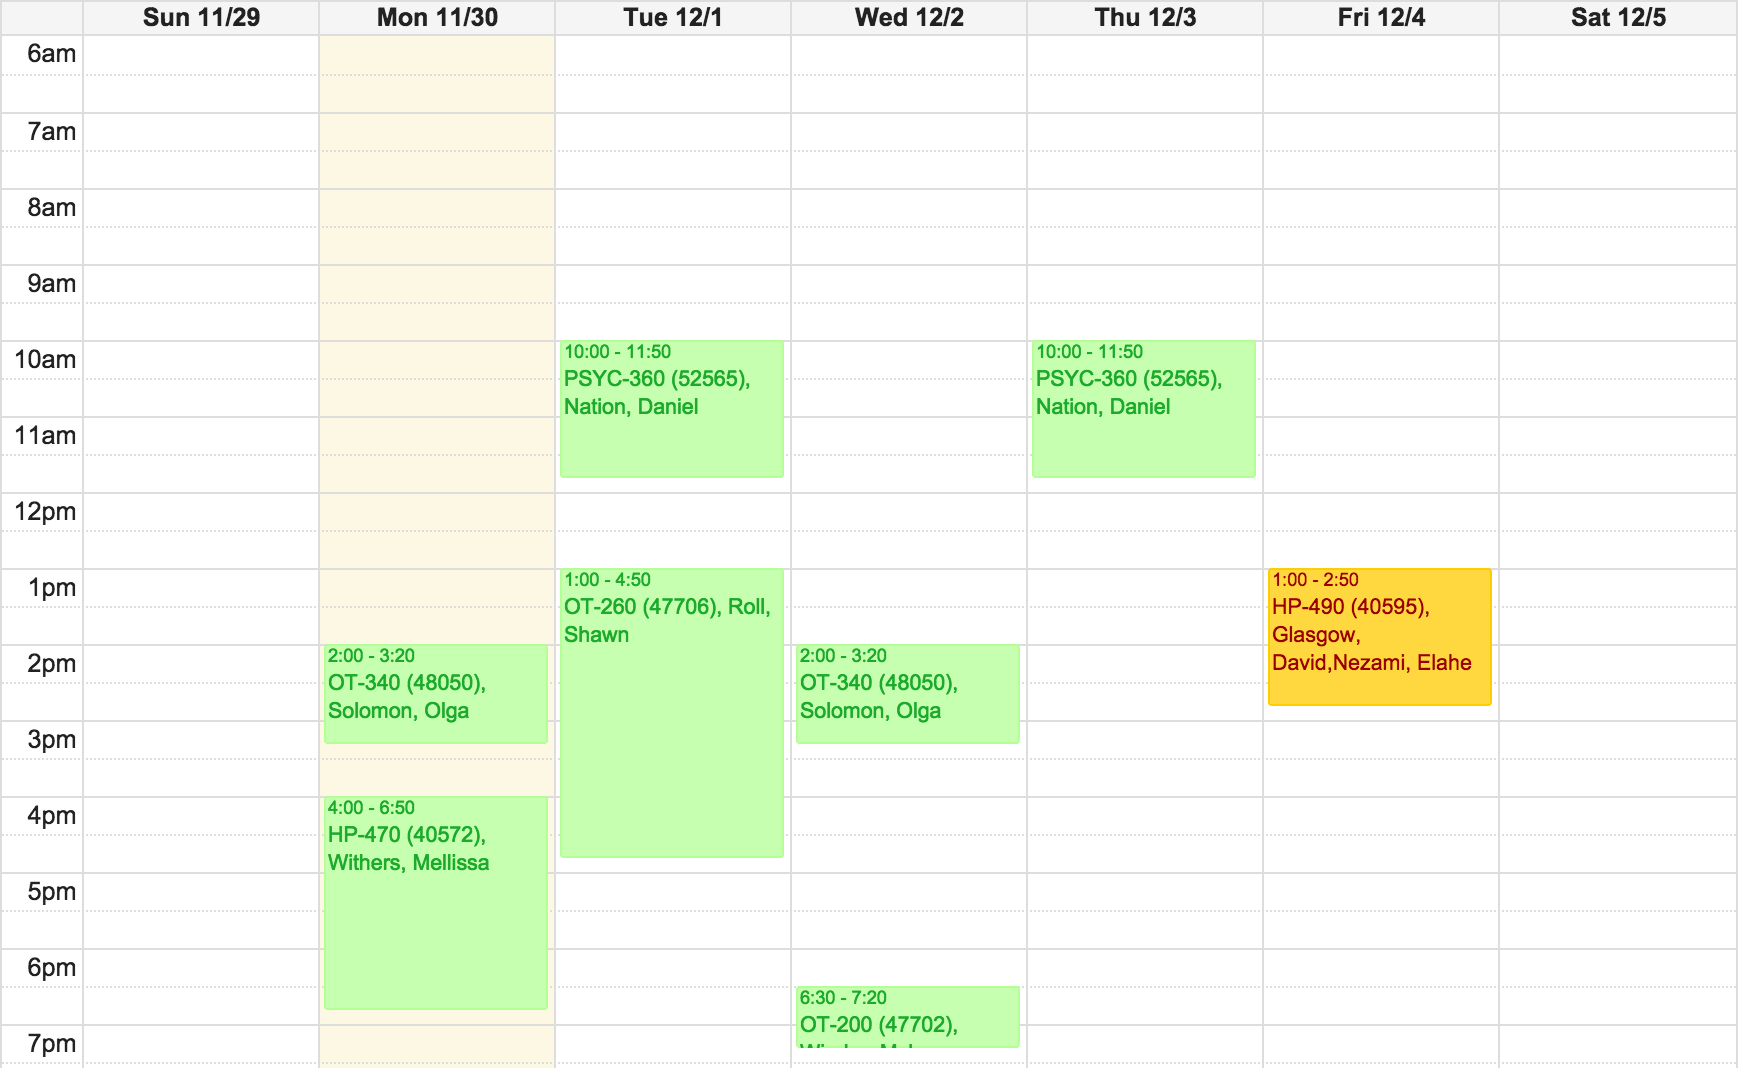 Sun 11/29 Mon 11/30 Tue 12/1 Wed 12/2 Thu 12/3 Fri 12/4 Sat 12/5
6am
7am
8am
9am
10am
11am
12pm
1pm
2pm
3pm
4pm
5pm
6pm
7pm
2:00 - 3:20
OT-340 (48050),
Solomon, Olga
4:00 - 6:50
HP-470 (40572),
Withers, Mellissa
10:00 - 11:50
PSYC-360 (52565),
Nation, Daniel
1:00 - 4:50
OT-260 (47706), Roll,
Shawn
2:00 - 3:20
OT-340 (48050),
Solomon, Olga
6:30 - 7:20
OT-200 (47702),
10:00 - 11:50
PSYC-360 (52565),
Nation, Daniel
1:00 - 2:50
HP-490 (40595),
Glasgow,
David,Nezami, Elahe